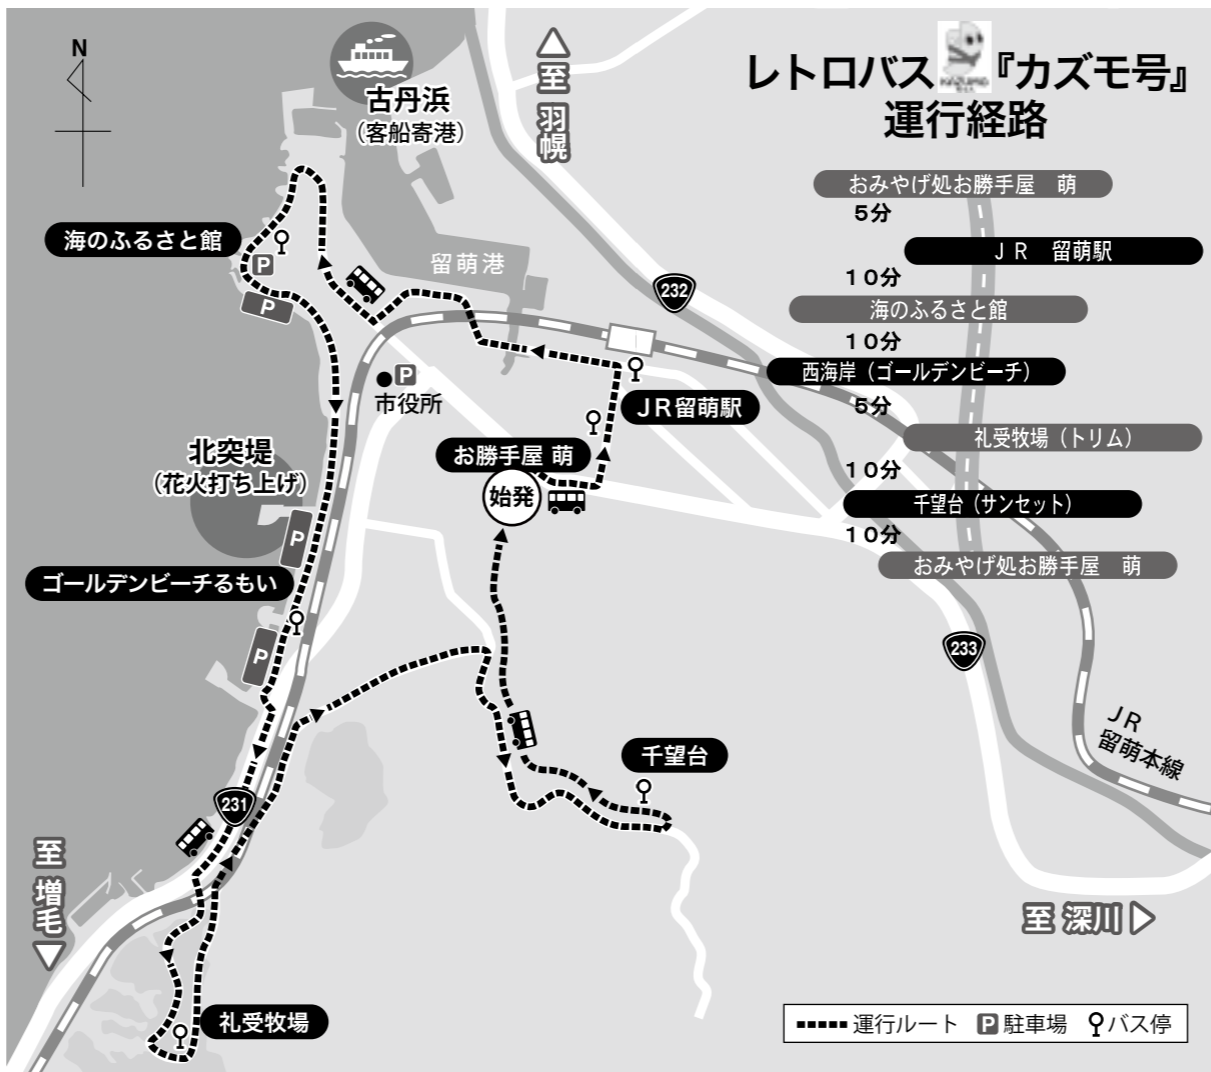 レトロバス『カズモ号』
運行経路
おみやげ処お勝手屋　萌
5分
ＪＲ　留萌駅
10分
海のふるさと館
10分
西海岸（ゴールデンビーチ）
5分
礼受牧場（トリム）
10分
千望台（サンセット）
10分
おみやげ処お勝手屋　萌
N
古丹浜
（客船寄港）
至 羽幌
海のふるさと館
P
P
留萌港
232
市役所
P
JR留萌駅
お勝手屋 萌
始発
北突堤
（花火打ち上げ）
P
ゴールデンビーチるもい
P
233
JR
留萌本線
千望台
231
至 増毛
至 深川
礼受牧場
運行ルート P 駐車場 バス停